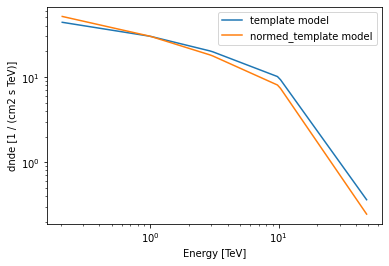 template model
normed_template model
dnde [1 / (cm2 s TeV)]
10¹
10⁰
10⁰
10¹
Energy [TeV]